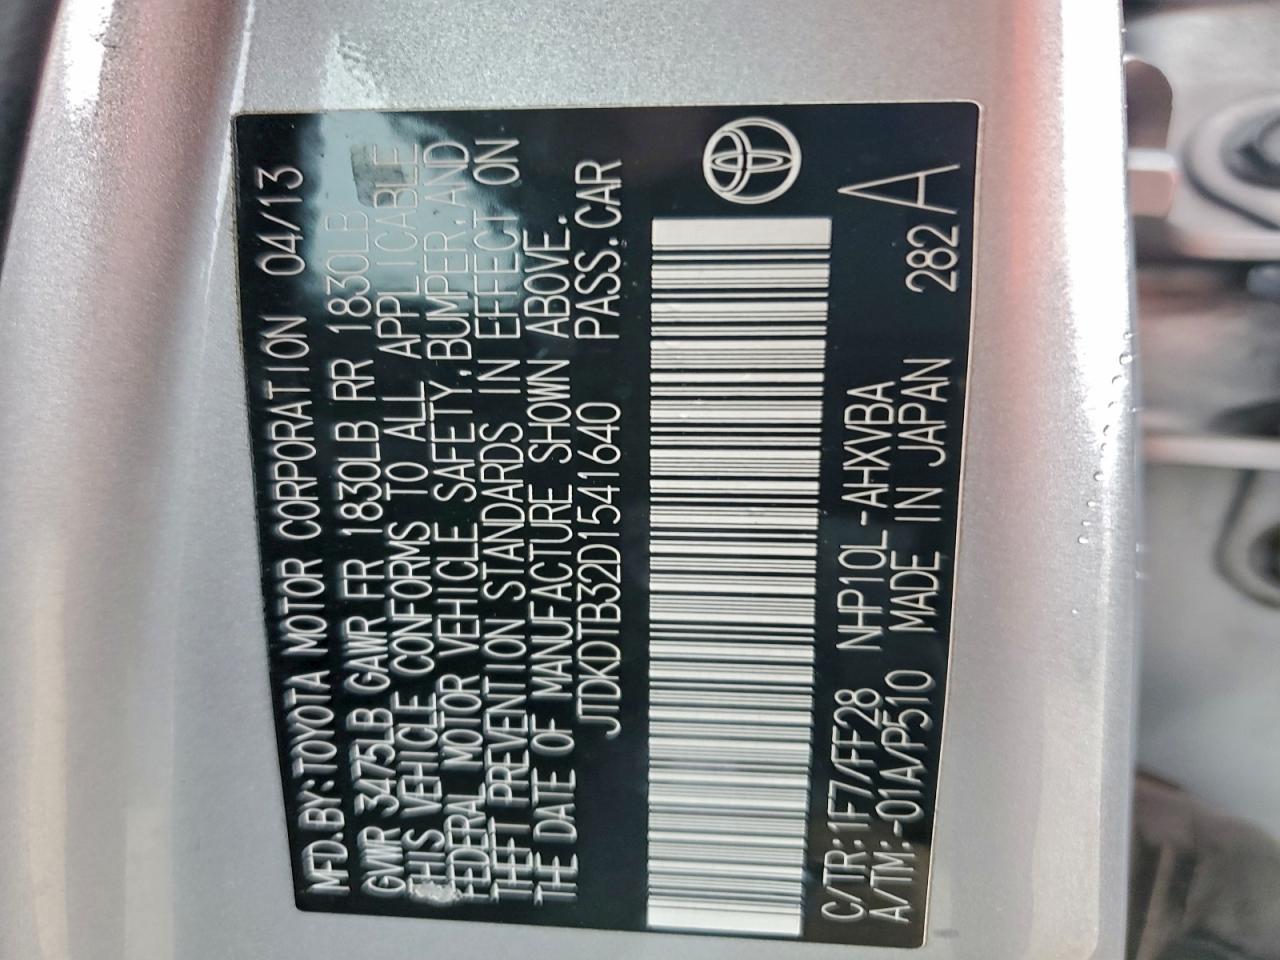 MFD.BY:TOYOTA MOTOR CORPORATION 04/13
GWR 3475LB GAWR FR 1830LB RR 1830LB
THIS VEHICLE CONFORMS TO ALL APPLICABLE
FEDERAL MOTOR VEHICLE SAFETY,BUMPER,AND
THEFT PREVENTION STANDARDS IN EFFECT ON
THE DATE OF MANUFACTURE SHOWN ABOVE.
JTDKDTB32D1541640 PASS.CAR
C/TR:1F7/FF28 NHP10L-AHXVBA A
A/TM:-01A/P510 MADE IN JAPAN 282